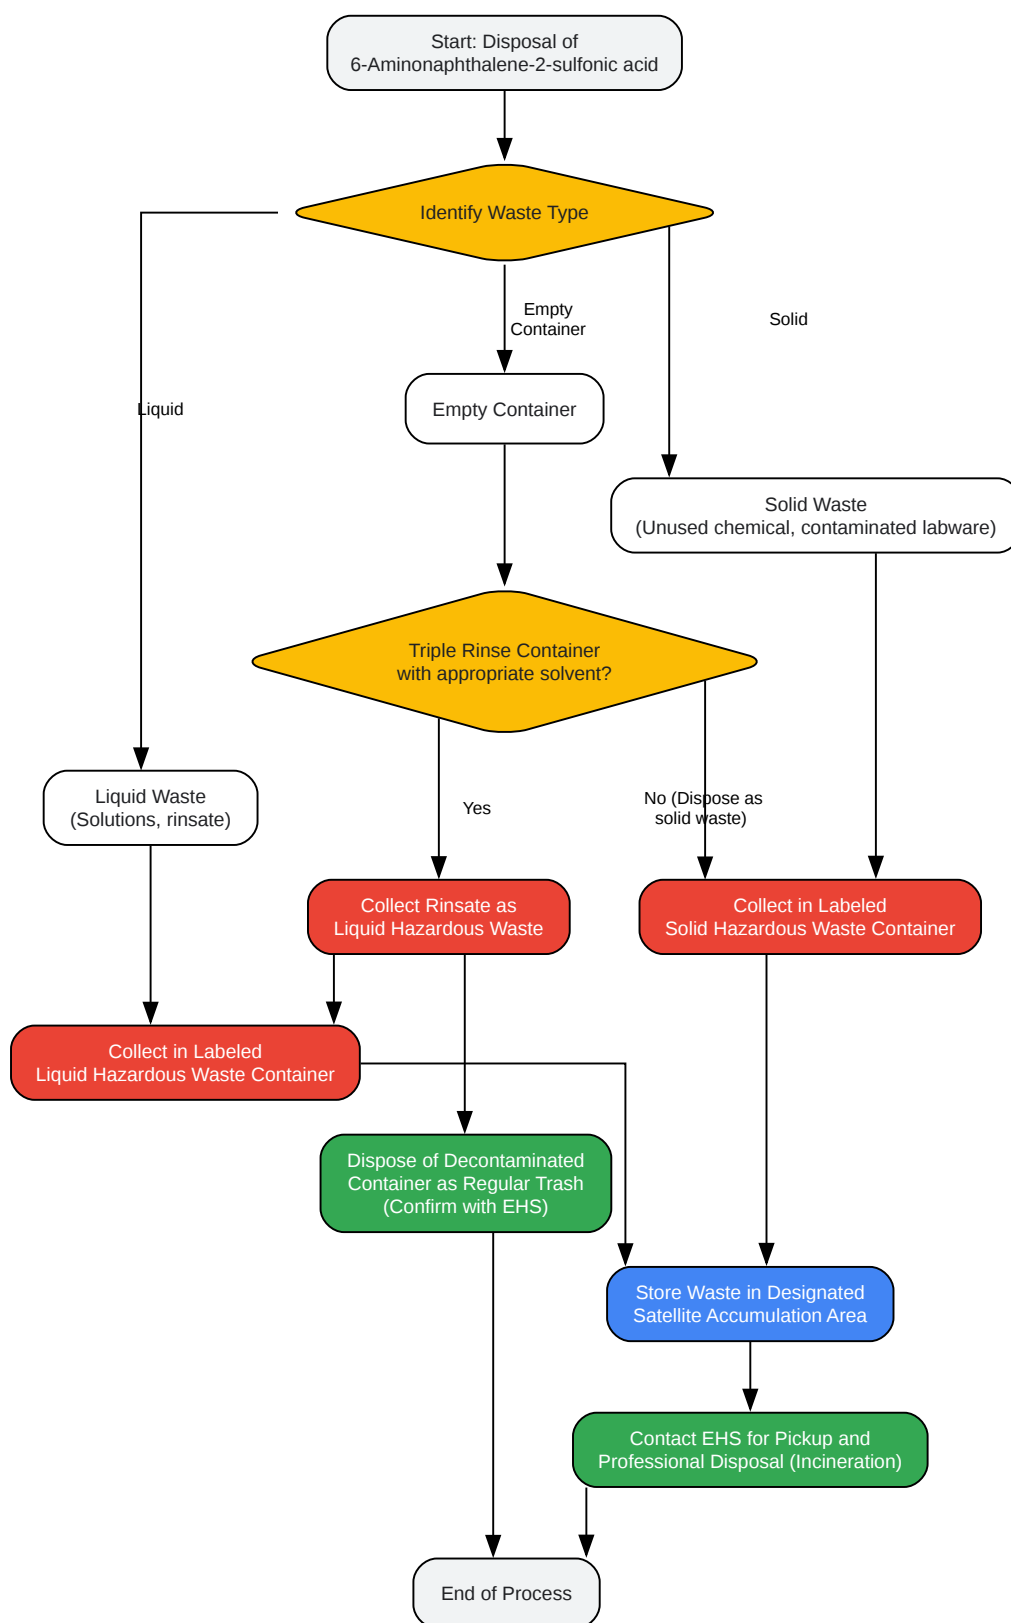 Start: Disposal of
6-Aminonaphthalene-2-sulfonic acid
Identify Waste Type
Empty
Container
Solid
Liquid
Empty Container
Solid Waste
(Unused chemical, contaminated labware)
Triple Rinse Container
with appropriate solvent?
Liquid Waste
(Solutions, rinsate)
Yes
No (Dispose as
solid waste)
Collect Rinsate as
Liquid Hazardous Waste
Collect in Labeled
Solid Hazardous Waste Container
Collect in Labeled
Liquid Hazardous Waste Container
Dispose of Decontaminated
Container as Regular Trash
(Confirm with EHS)
Store Waste in Designated
Satellite Accumulation Area
Contact EHS for Pickup and
Professional Disposal (Incineration)
End of Process